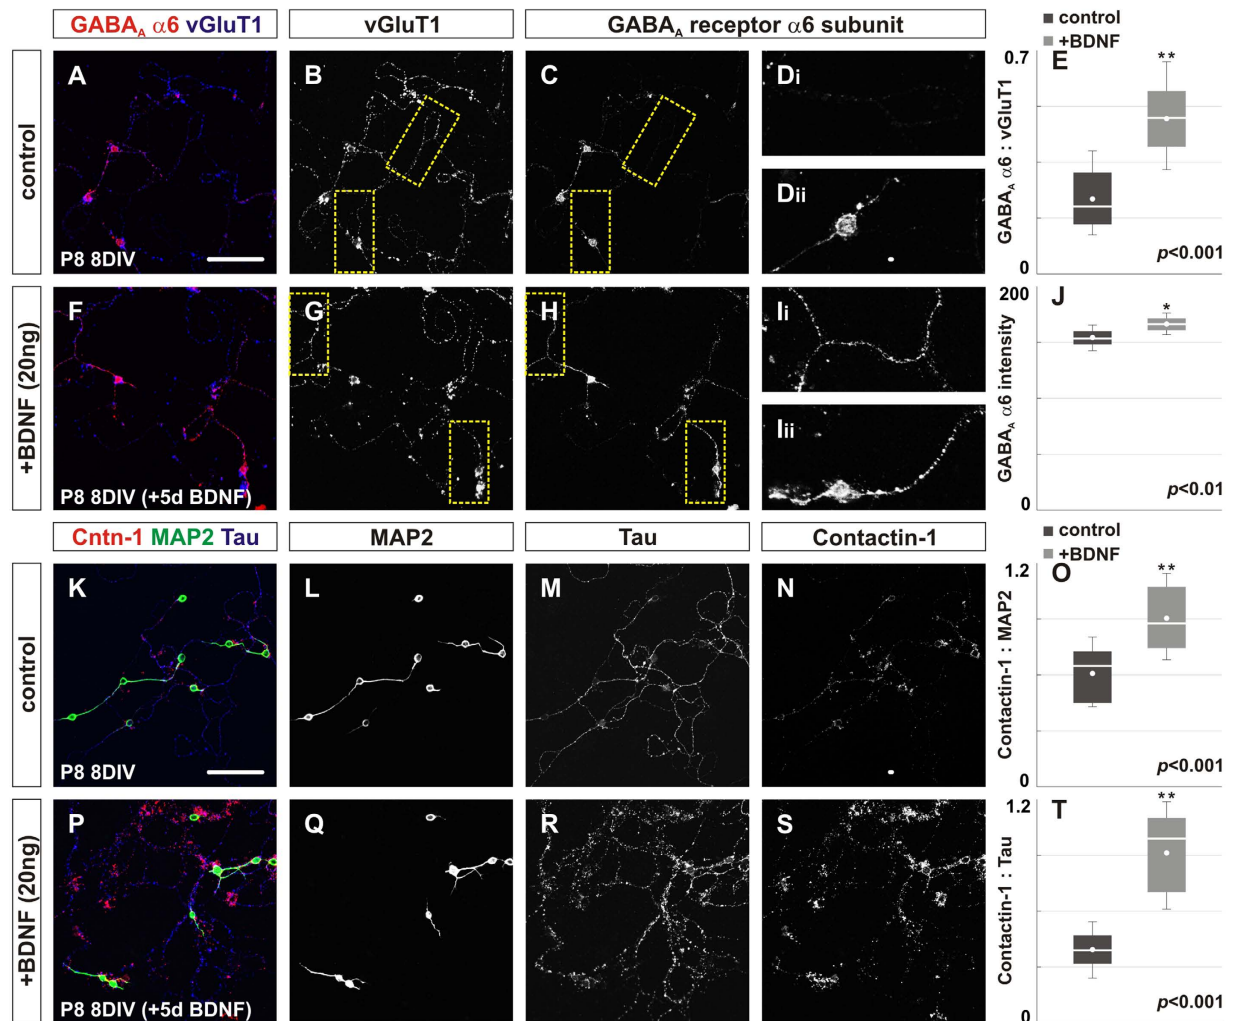 GABAA α6 vGluT1
vGluT1
GABAA receptor α6 subunit
control
+BDNF
control
A
B
C
Di
Dii
P8 8DIV
E
0.7
**
GABAA α6 : vGluT1
p<0.001
0
+BDNF (20ng)
F
G
H
Ii
Iii
P8 8DIV (+5d BDNF)
J
200
*
GABAA α6 intensity
p<0.01
0
Cntn-1 MAP2 Tau
MAP2
Tau
Contactin-1
control
+BDNF
control
K
L
M
N
P8 8DIV
O
1.2
**
Contactin-1 : MAP2
p<0.001
0
+BDNF (20ng)
P
Q
R
S
P8 8DIV (+5d BDNF)
T
1.2
**
Contactin-1 : Tau
p<0.001
0